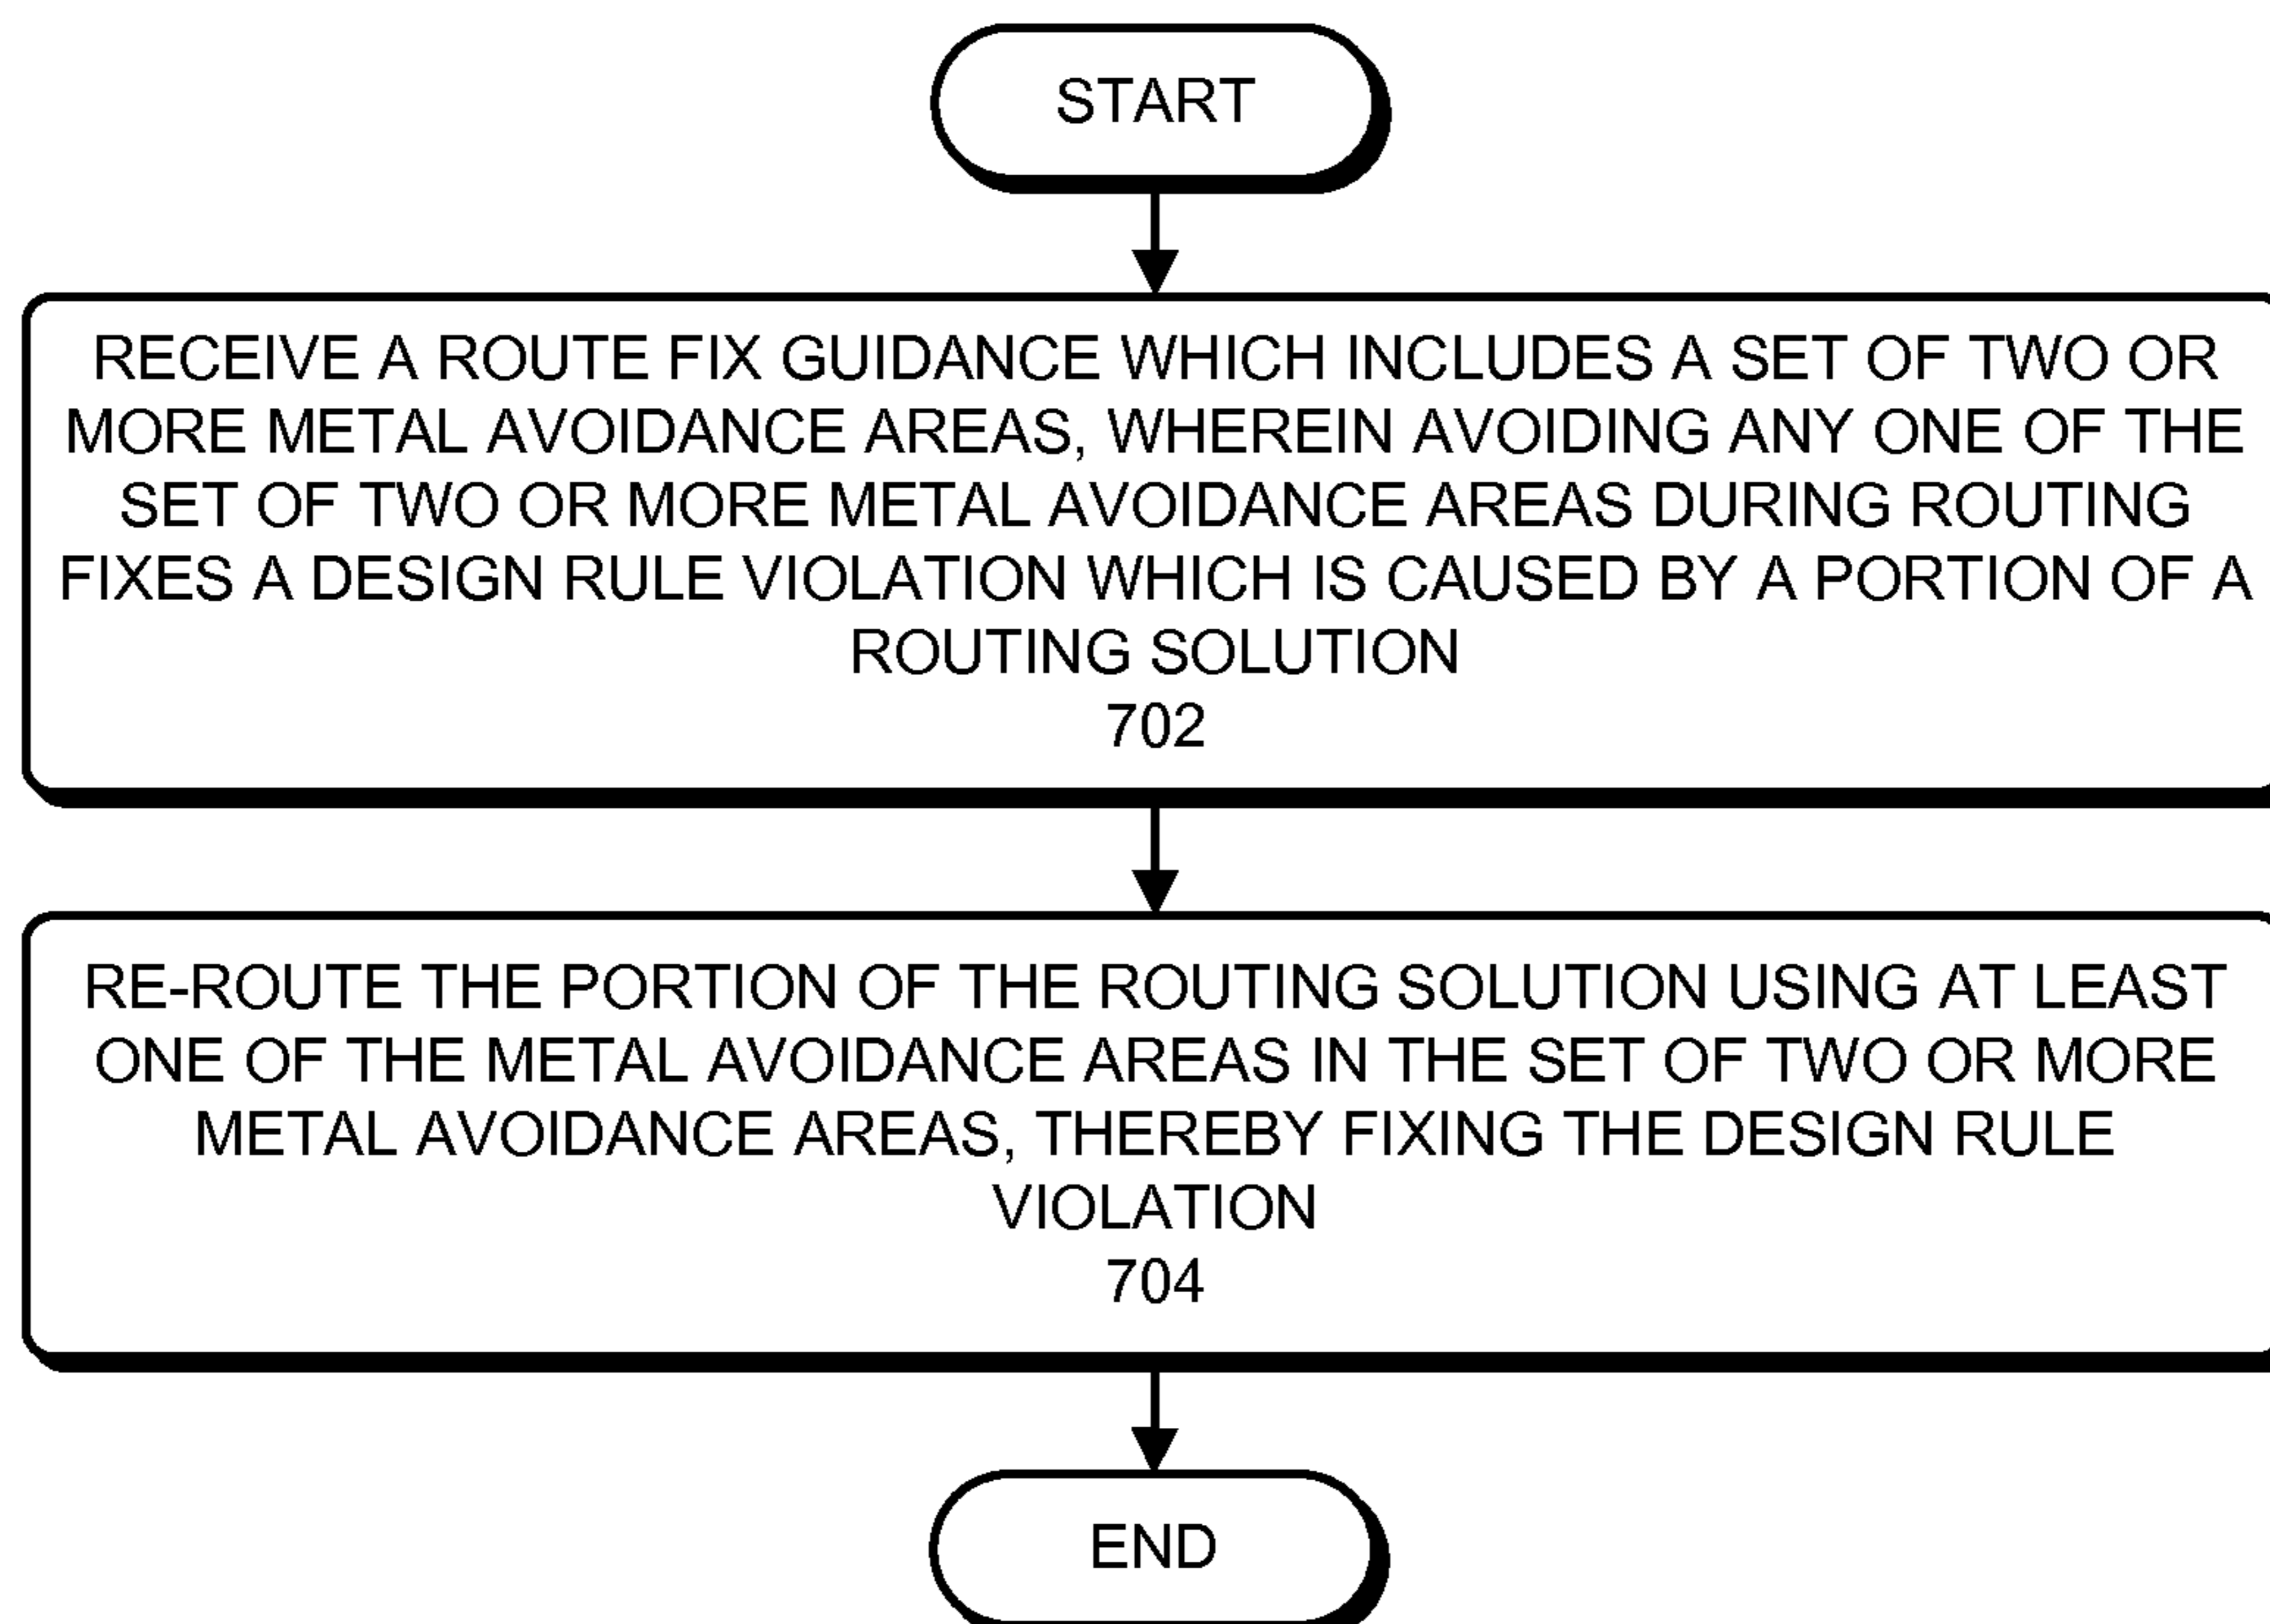 START
RECEIVE A ROUTE FIX GUIDANCE WHICH INCLUDES A SET OF TWO OR
MORE METAL AVOIDANCE AREAS, WHEREIN AVOIDING ANY ONE OF THE
SET OF TWO OR MORE METAL AVOIDANCE AREAS DURING ROUTING
FIXES A DESIGN RULE VIOLATION WHICH IS CAUSED BY A PORTION OF A
ROUTING SOLUTION
702
RE-ROUTE THE PORTION OF THE ROUTING SOLUTION USING AT LEAST
ONE OF THE METAL AVOIDANCE AREAS IN THE SET OF TWO OR MORE
METAL AVOIDANCE AREAS, THEREBY FIXING THE DESIGN RULE
VIOLATION
704
END